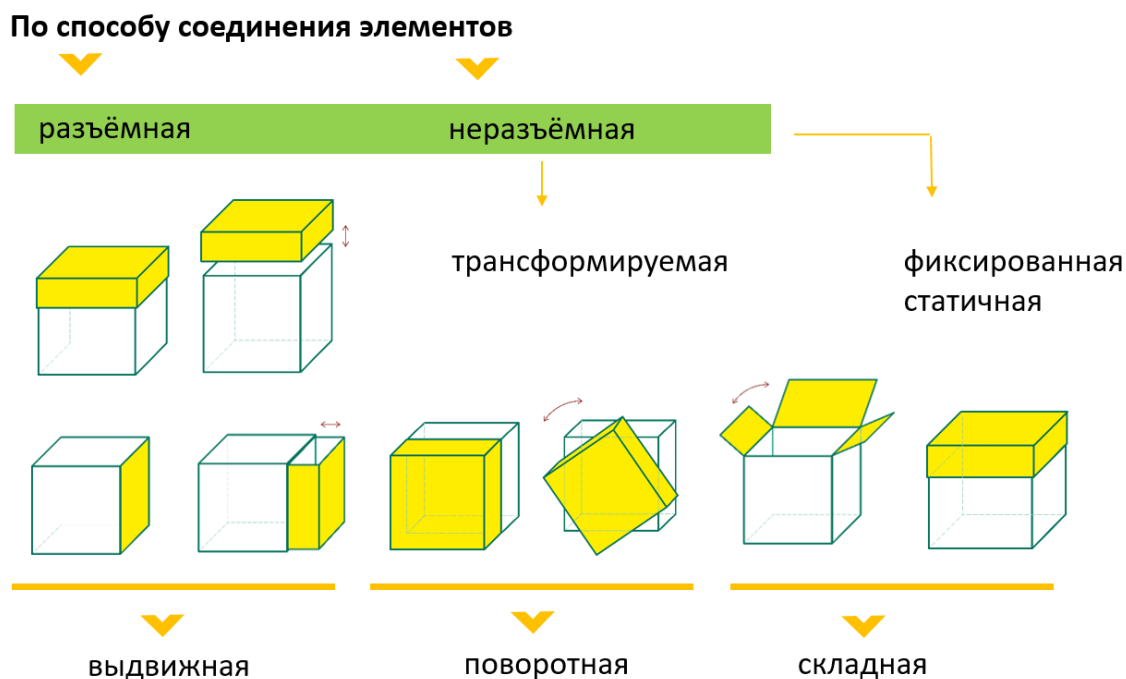 По способу соединения элементов
разъёмная
неразъёмная
трансформируемая
фиксированная
статичная
выдвижная
поворотная
складная